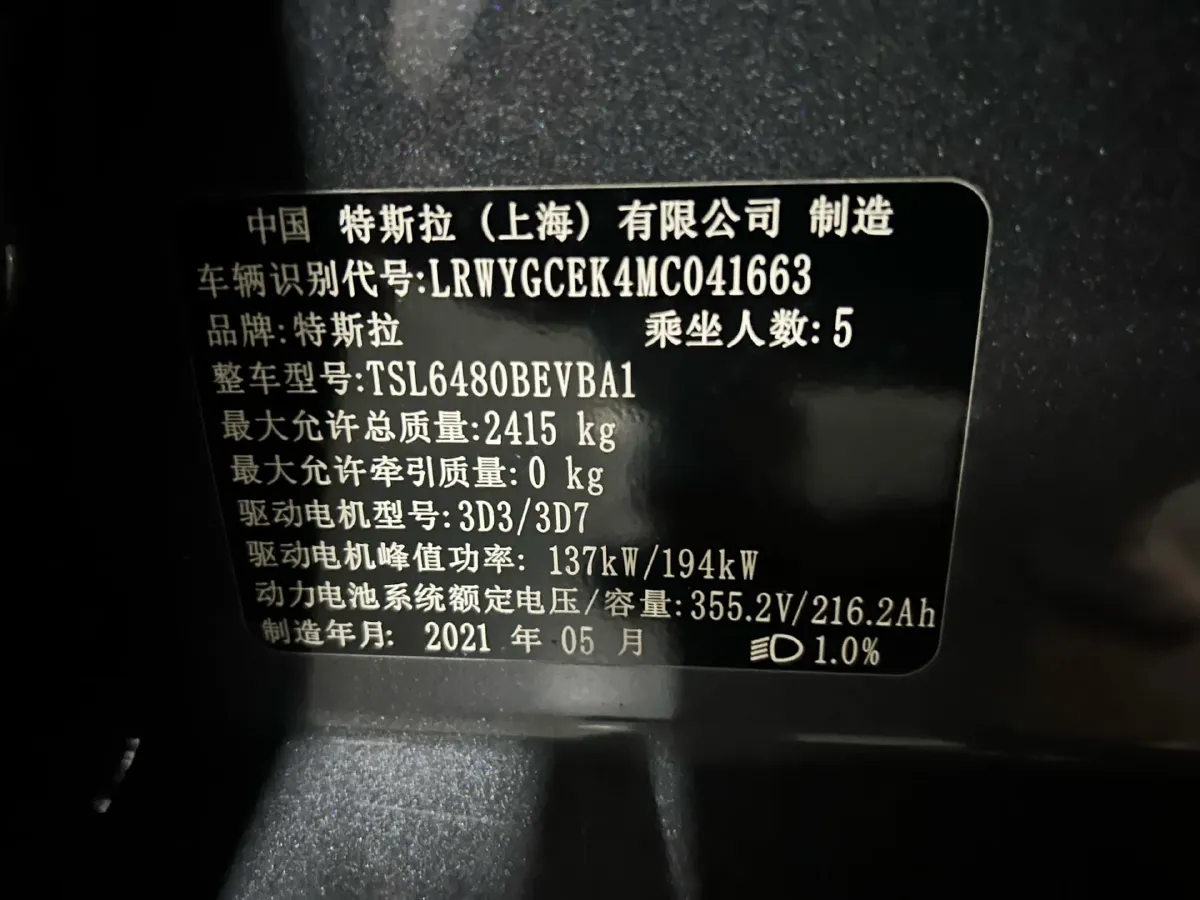 中国 特斯拉（上海）有限公司 制造
车辆识别代号:LRWYGCEK4MC041663
品牌:特斯拉 乘坐人数:5
整车型号:TSL6480BEVBA1
最大允许总质量:2415 kg
最大允许牵引质量:0 kg
驱动电机型号:3D3/3D7
驱动电机峰值功率: 137kW/194kW
动力电池系统额定电压/容量:355.2V/216.2Ah
制造年月: 2021 年 05 月 1.0%